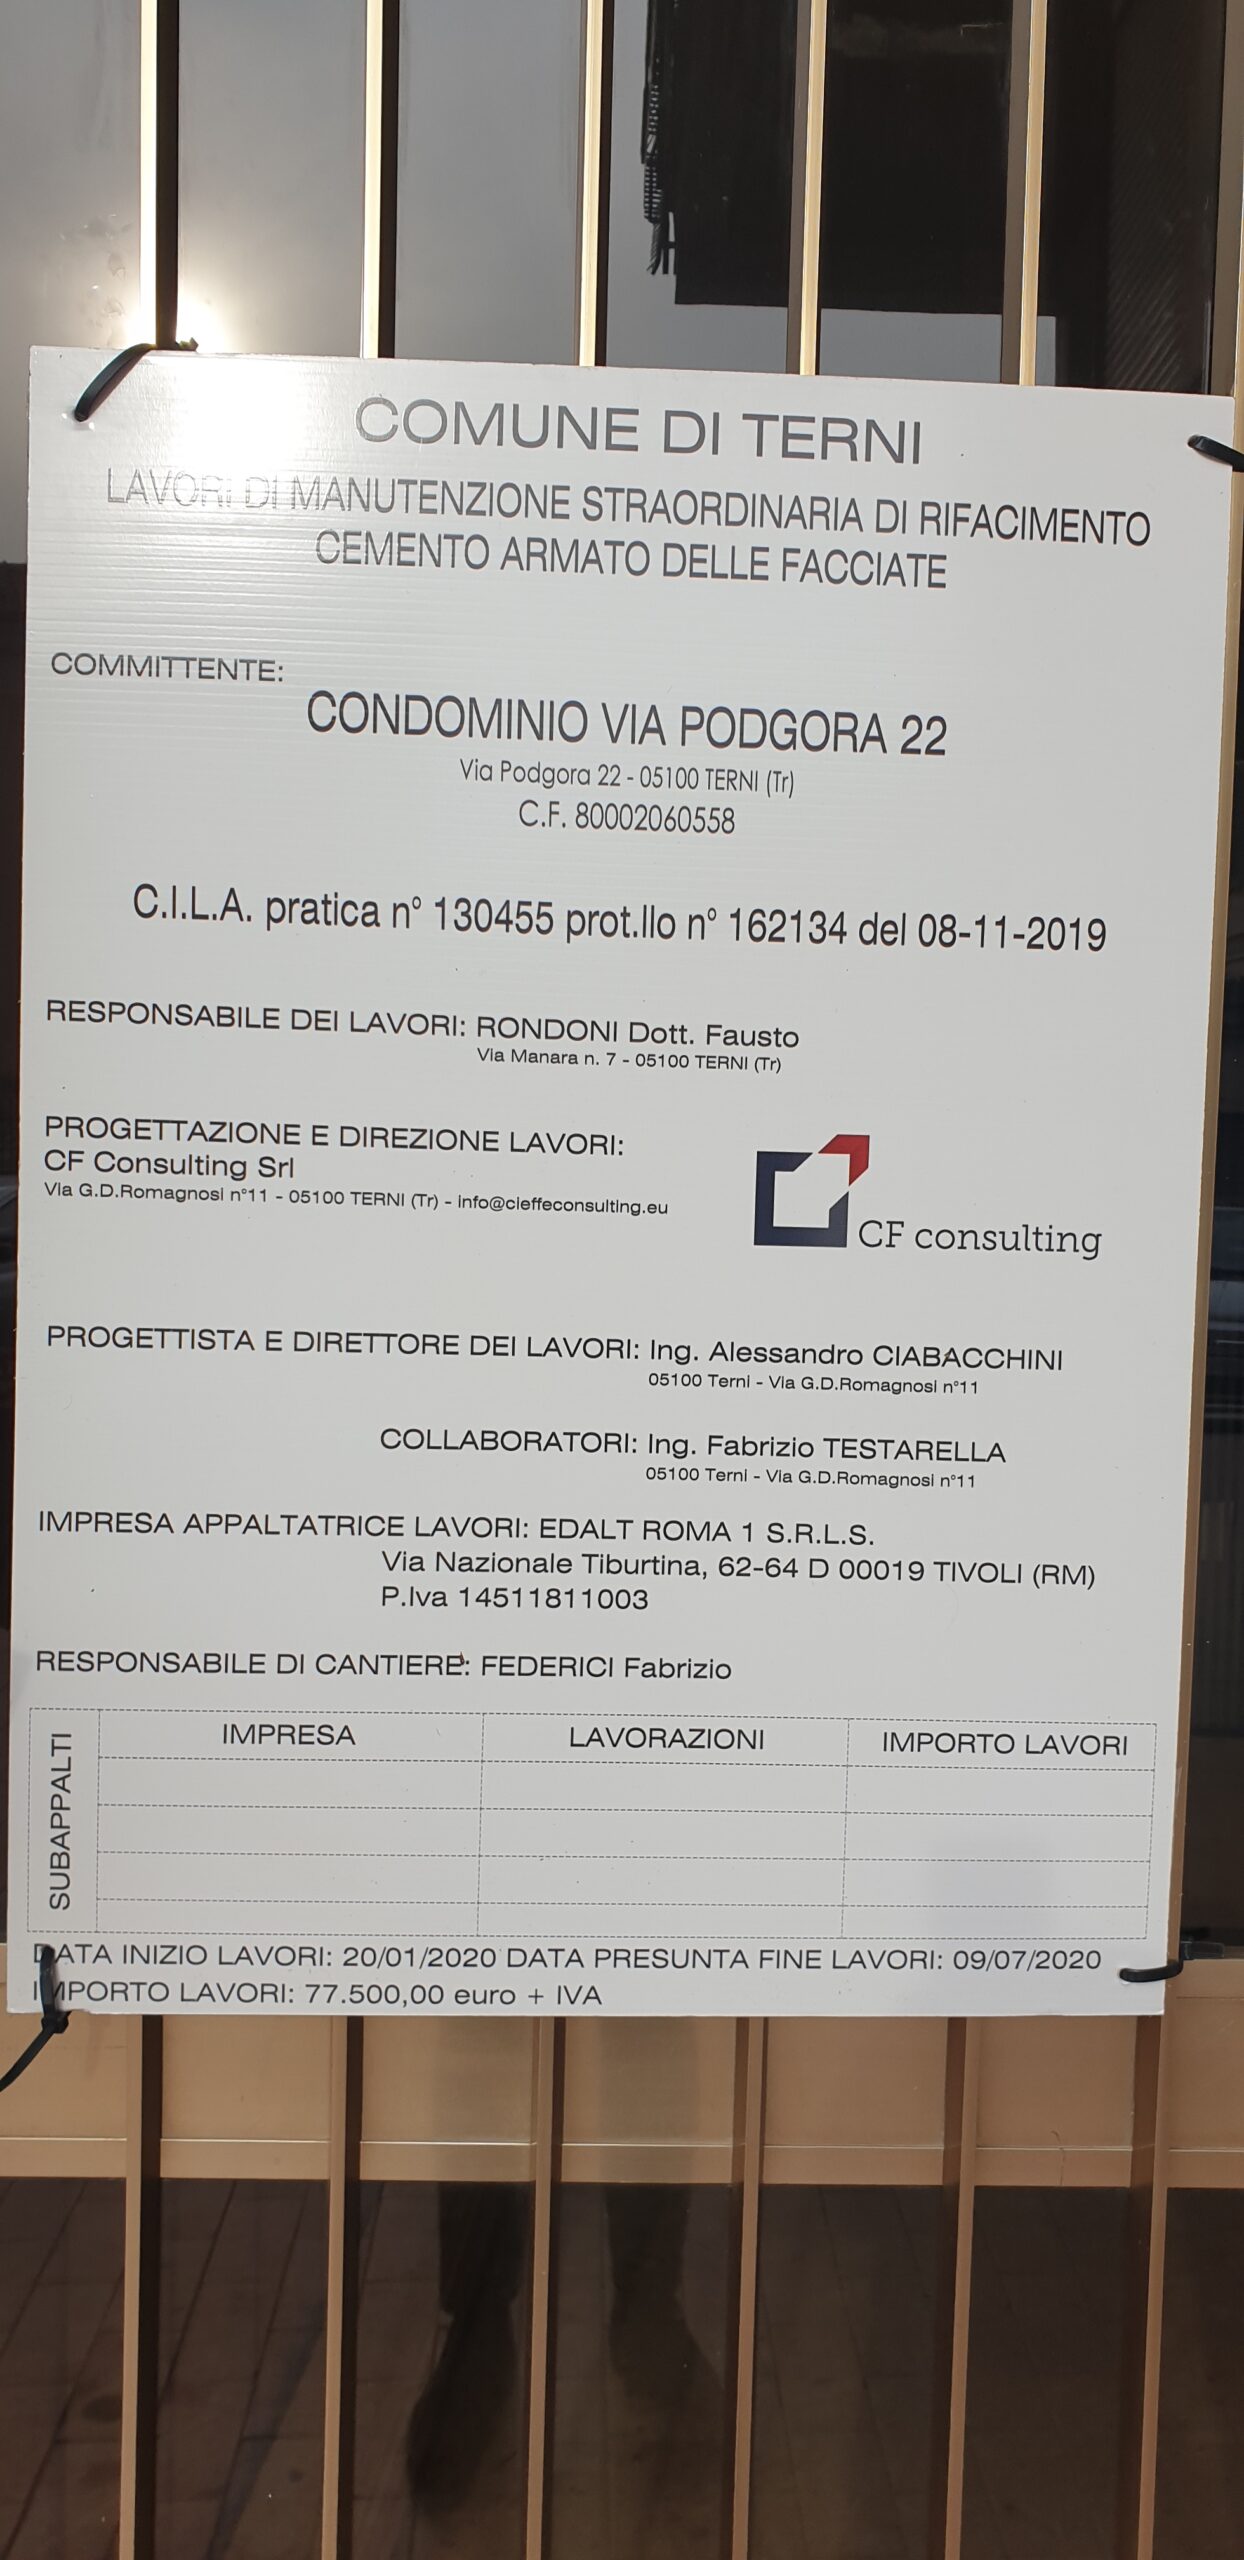 COMUNE DI TERNI
LAVORI DI MANUTENZIONE STRAORDINARIA DI RIFACIMENTO
CEMENTO ARMATO DELLE FACCIATE
COMMITTENTE:
CONDOMINIO VIA PODGORA 22
Via Podgora 22 - 05100 TERNI (Tr)
C.F. 80002060558
C.I.L.A. pratica n° 130455 prot.llo n° 162134 del 08-11-2019
RESPONSABILE DEI LAVORI: RONDONI Dott. Fausto
Via Manara n. 7 - 05100 TERNI (Tr)
PROGETTAZIONE E DIREZIONE LAVORI:
CF Consulting Srl
Via G.D.Romagnosi n°11 - 05100 TERNI (Tr) - info@cieffeconsulting.eu
CF consulting
PROGETTISTA E DIRETTORE DEI LAVORI: Ing. Alessandro CIABACCHINI
05100 Terni - Via G.D.Romagnosi n°11
COLLABORATORI: Ing. Fabrizio TESTARELLA
05100 Terni - Via G.D.Romagnosi n°11
IMPRESA APPALTATRICE LAVORI: EDALT ROMA 1 S.R.L.S.
Via Nazionale Tiburtina, 62-64 D 00019 TIVOLI (RM)
P.Iva 14511811003
RESPONSABILE DI CANTIERE: FEDERICI Fabrizio
SUBAPPALTI
IMPRESA LAVORAZIONI IMPORTO LAVORI
DATA INIZIO LAVORI: 20/01/2020 DATA PRESUNTA FINE LAVORI: 09/07/2020
IMPORTO LAVORI: 77.500,00 euro + IVA